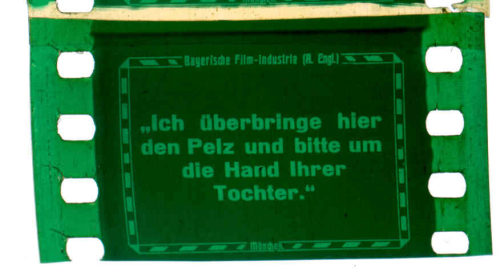 Bayerische Film-Industrie (A. Engl.)
„Ich überbringe hier
den Pelz und bitte um
die Hand Ihrer
Tochter.“
München